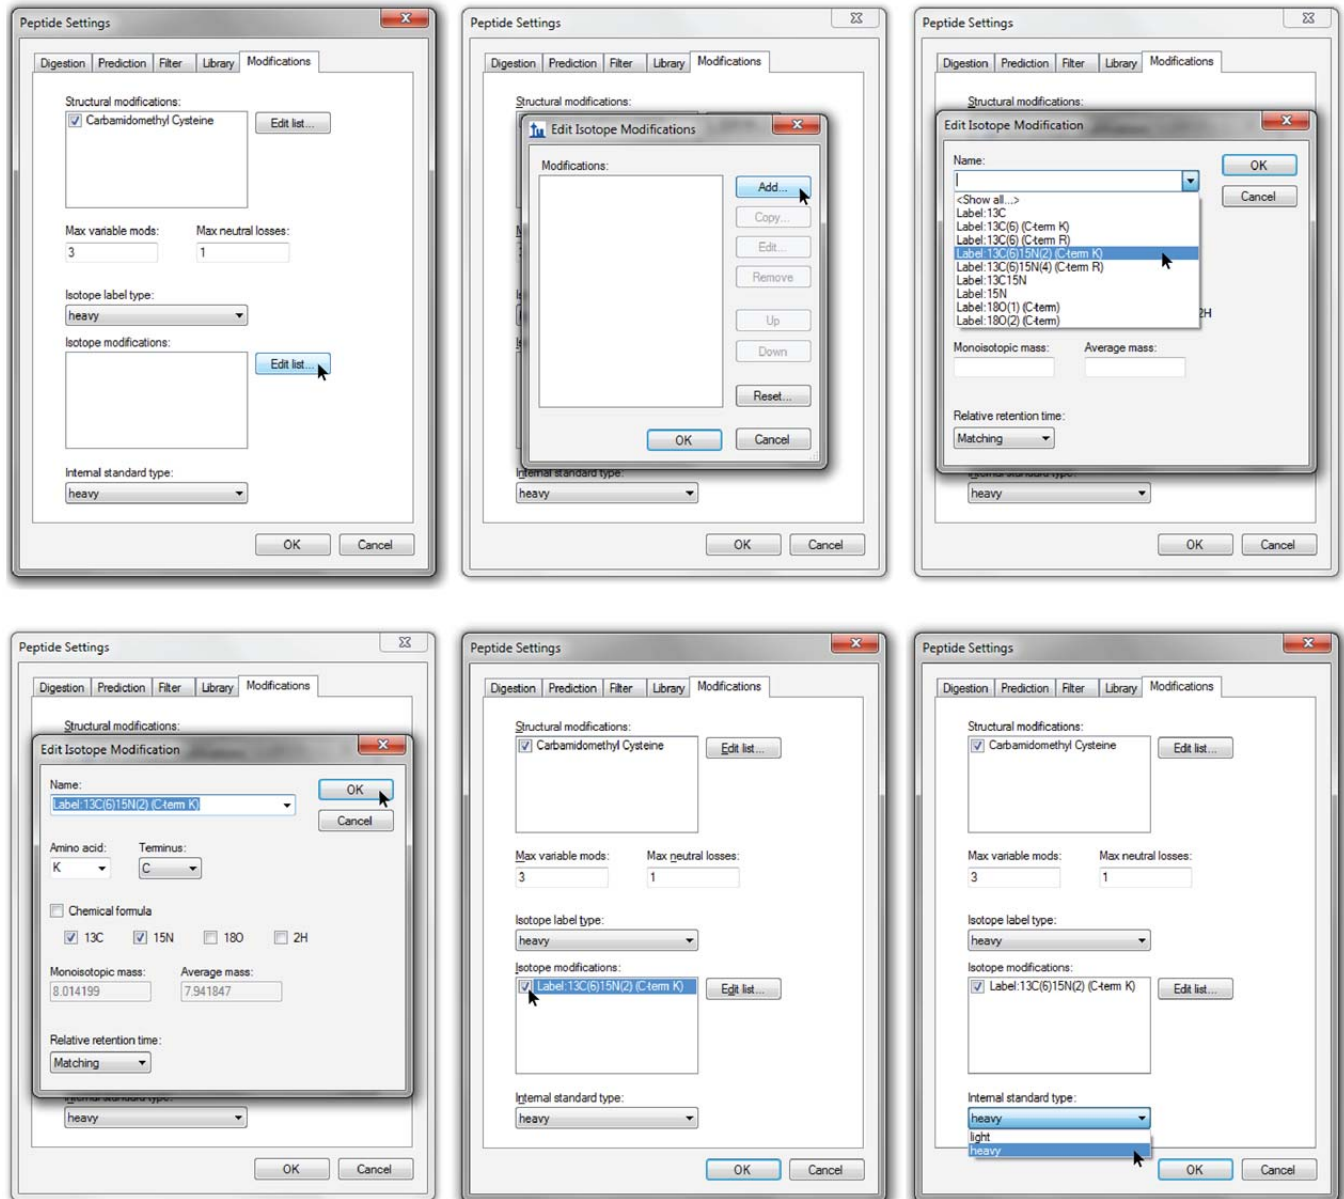 Peptide Settings
Digestion Prediction Filter Library Modifications
Structural modifications:
Carbamidomethyl Cysteine
Edit list...
Max variable mods: Max neutral losses:
3 1
Isotope label type:
heavy
Isotope modifications:
Edit list...
Internal standard type:
heavy
OK Cancel
Peptide Settings
Digestion Prediction Filter Library Modifications
Structural modifications:
Edit Isotope Modifications
Modifications:
Add...
Copy...
Edit...
Remove
Up
Down
Reset...
OK Cancel
Internal standard type:
heavy
OK Cancel
Peptide Settings
Digestion Prediction Filter Library Modifications
Structural modifications:
Edit Isotope Modification
Name:
OK
Cancel
<Show all...>
Label:13C
Label:13C(6) (C-term K)
Label:13C(6) (C-term R)
Label:13C(6)15N(2) (C-term K)
Label:13C(6)15N(4) (C-term R)
Label:13C15N
Label:15N
Label:18O(1) (C-term)
Label:18O(2) (C-term)
2H
Monoisotopic mass: Average mass:
Relative retention time:
Matching
heavy
OK Cancel
Peptide Settings
Digestion Prediction Filter Library Modifications
Structural modifications:
Edit Isotope Modification
Name:
Label:13C(6)15N(2) (C-term K)
OK
Cancel
Amino acid: Terminus:
K C
Chemical formula
13C 15N 18O 2H
Monoisotopic mass: Average mass:
8.014199 7.941847
Relative retention time:
Matching
heavy
OK Cancel
Peptide Settings
Digestion Prediction Filter Library Modifications
Structural modifications:
Carbamidomethyl Cysteine
Edit list...
Max variable mods: Max neutral losses:
3 1
Isotope label type:
heavy
Isotope modifications:
Label:13C(6)15N(2) (C-term K)
Edit list...
Internal standard type:
heavy
OK Cancel
Peptide Settings
Digestion Prediction Filter Library Modifications
Structural modifications:
Carbamidomethyl Cysteine
Edit list...
Max variable mods: Max neutral losses:
3 1
Isotope label type:
heavy
Isotope modifications:
Label:13C(6)15N(2) (C-term K)
Edit list...
Internal standard type:
heavy
light
heavy
OK Cancel